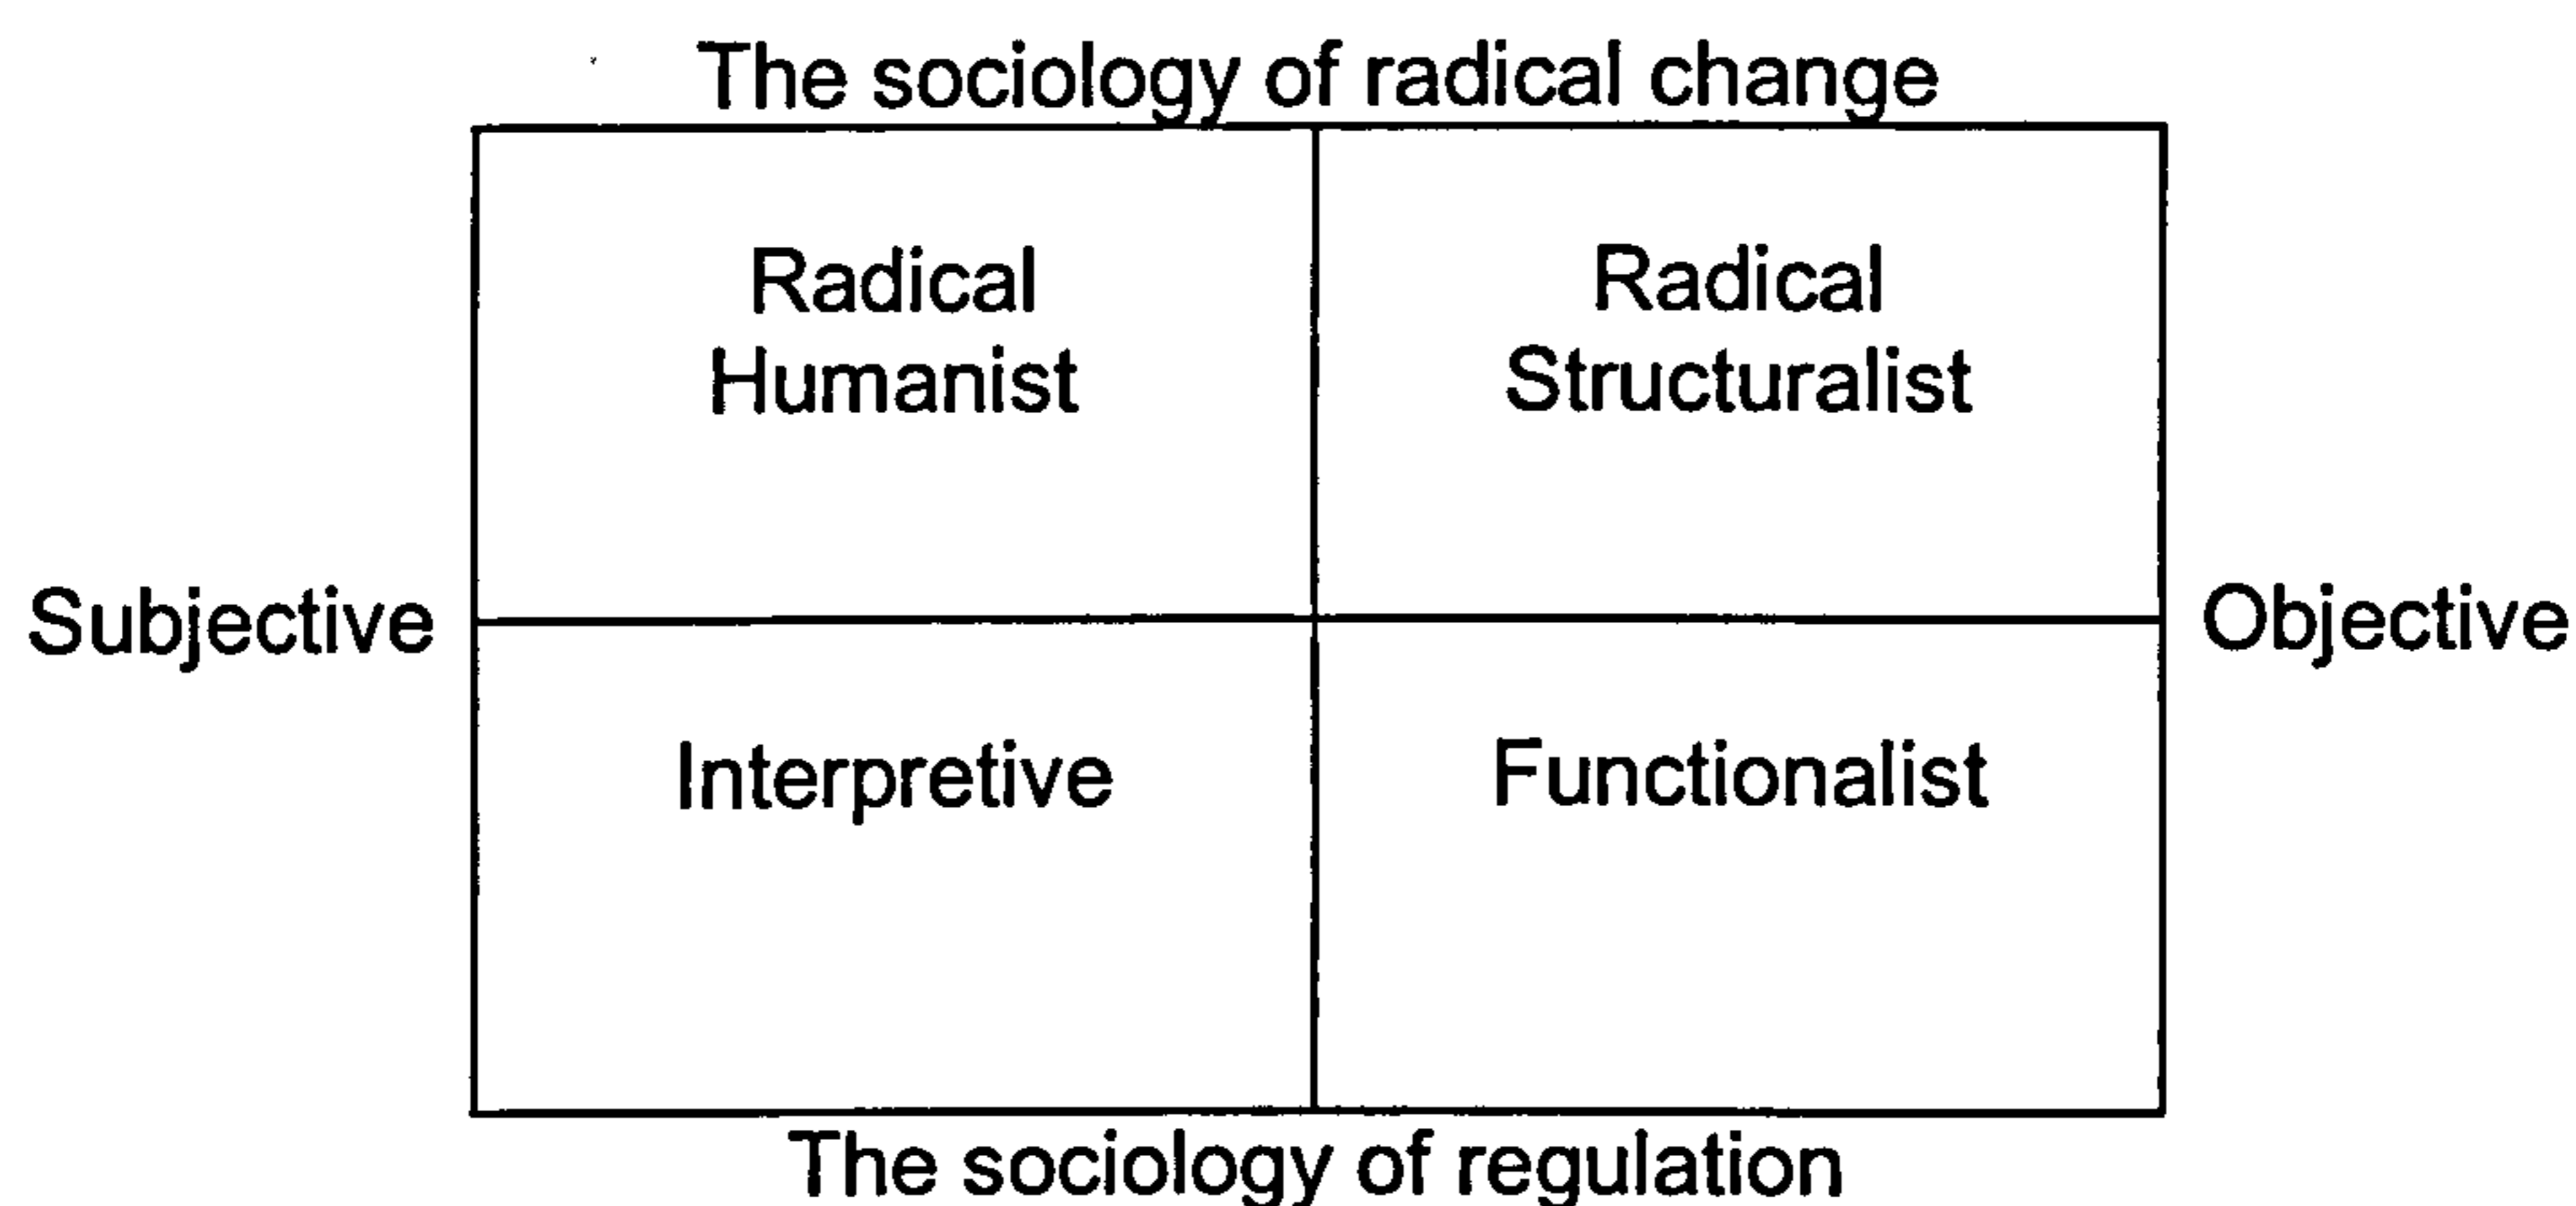 The sociology of radical change
Radical
Humanist
Radical
Structuralist
Subjective
Objective
Interpretive
Functionalist
The sociology of regulation